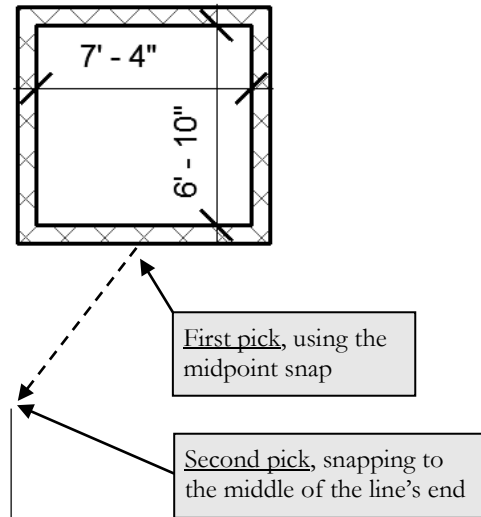 7' - 4"
6' - 10"
First pick, using the
midpoint snap
Second pick, snapping to
the middle of the line’s end